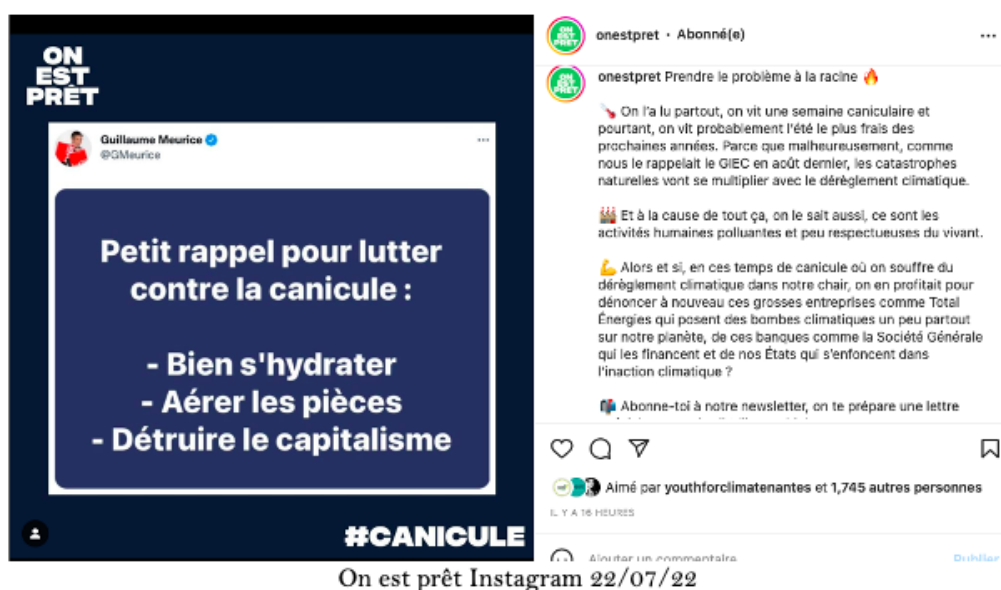 ON
EST
PRÊT
Guillaume Meurice
@GMeurice
Petit rappel pour lutter
contre la canicule :
- Bien s'hydrater
- Aérer les pièces
- Détruire le capitalisme
#CANICULE
onestpret · Abonné(e)
onestpret Prendre le problème à la racine 🔥
🌡️ On l'a lu partout, on vit une semaine caniculaire et
pourtant, on vit probablement l'été le plus frais des
prochaines années. Parce que malheureusement, comme
nous le rappelait le GIEC en août dernier, les catastrophes
naturelles vont se multiplier avec le dérèglement climatique.
🏭 Et à la cause de tout ça, on le sait aussi, ce sont les
activités humaines polluantes et peu respectueuses du vivant.
💪 Alors et si, en ces temps de canicule où on souffre du
dérèglement climatique dans notre chair, on en profitait pour
dénoncer à nouveau ces grosses entreprises comme Total
Énergies qui posent des bombes climatiques un peu partout
sur notre planète, de ces banques comme la Société Générale
qui les financent et de nos États qui s'enfoncent dans
l'inaction climatique ?
📬 Abonne-toi à notre newsletter, on te prépare une lettre
Aimé par youthforclimatenantes et 1,745 autres personnes
IL Y A 16 HEURES
Ajouter un commentaire
Publier
On est prêt Instagram 22/07/22